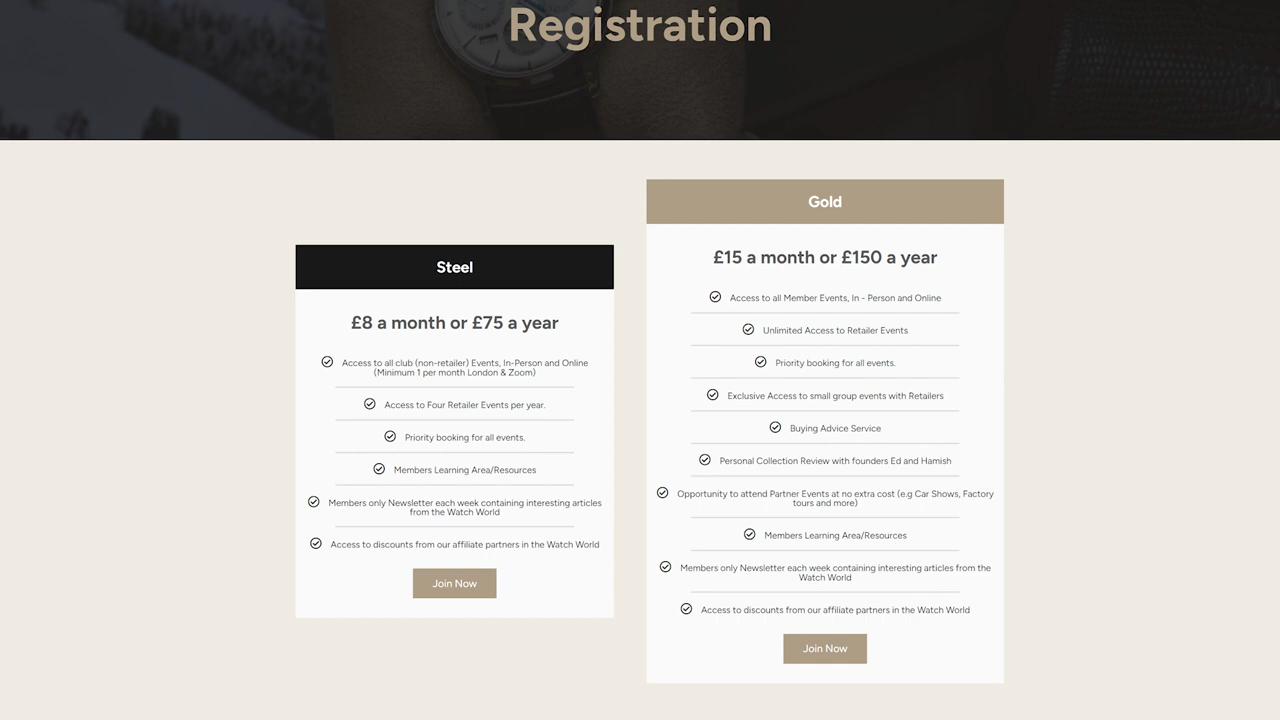 Registration
Steel
£8 a month or £75 a year
Access to all club (non-retailer) Events, In-Person and Online
(Minimum 1 per month London & Zoom)
Access to Four Retailer Events per year.
Priority booking for all events.
Members Learning Area/Resources
Members only Newsletter each week containing interesting articles
from the Watch World
Access to discounts from our affiliate partners in the Watch World
Join Now
Gold
£15 a month or £150 a year
Access to all Member Events, In - Person and Online
Unlimited Access to Retailer Events
Priority booking for all events.
Exclusive Access to small group events with Retailers
Buying Advice Service
Personal Collection Review with founders Ed and Hamish
Opportunity to attend Partner Events at no extra cost (e.g Car Shows, Factory
tours and more)
Members Learning Area/Resources
Members only Newsletter each week containing interesting articles from the
Watch World
Access to discounts from our affiliate partners in the Watch World
Join Now